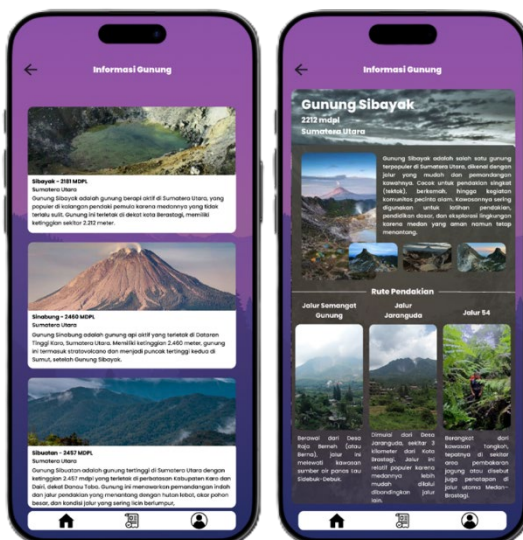 Informasi Gunung
Sibayak - 2181 MDPL
Sumatera Utara
Gunung Sibayak adalah gunung berapi aktif di Sumatera Utara, yang
populer di kalangan pendaki pemula karena medannya yang tidak
terlalu sulit. Gunung ini terletak di dekat kota Berastagi, memiliki
ketinggian sekitar 2.212 meter.
Sinabung - 2460 MDPL
Sumatera Utara
Gunung Sinabung adalah gunung api aktif yang terletak di Dataran
Tinggi Karo, Sumatera Utara. Memiliki ketinggian 2.460 meter, gunung
ini termasuk stratovolcano dan menjadi puncak tertinggi kedua di
Sumut, setelah Gunung Sibayak.
Sibuatan - 2457 MDPL
Sumatera Utara
Gunung Sibuatan adalah gunung tertinggi di Sumatera Utara dengan
ketinggian 2.457 mdpl yang terletak di perbatasan Kabupaten Karo dan
Dairi, dekat Danau Toba. Gunung ini menawarkan pemandangan indah
dan jalur pendakian yang menantang dengan hutan lebat, akar pohon
besar, dan kondisi jalur yang sering licin berlumpur,
Informasi Gunung
Gunung Sibayak
2212 mdpl
Sumatera Utara
Gunung Sibayak adalah salah satu gunung
terpopuler di Sumatera Utara, dikenal dengan
jalur yang mudah dan pemandangan
kawahnya. Cocok untuk pendakian singkat
(tektok), berkemah, hingga kegiatan
komunitas pecinta alam. Kawasannya sering
digunakan untuk latihan pendakian,
pendidikan dasar, dan eksplorasi lingkungan
karena medan yang aman namun tetap
menantang.
Rute Pendakian
Jalur Semangat
Gunung
Berawal dari Desa
Raja Berneh (atau
Berna), jalur ini
melewati kawasan
sumber air panas Lau
Sidebuk-Debuk.
Jalur
Jaranguda
Dimulai dari Desa
Jaranguda, sekitar 3
kilometer dari Kota
Brastagi. Jalur ini
relatif populer karena
medannya lebih
mudah dilalui
dibandingkan jalur
lain.
Jalur 54
Berangkat dari
kawasan Tongkoh,
tepatnya di sekitar
area pembakaran
jagung atau disebut
juga penatapan di
jalur utama Medan-
Brastagi.